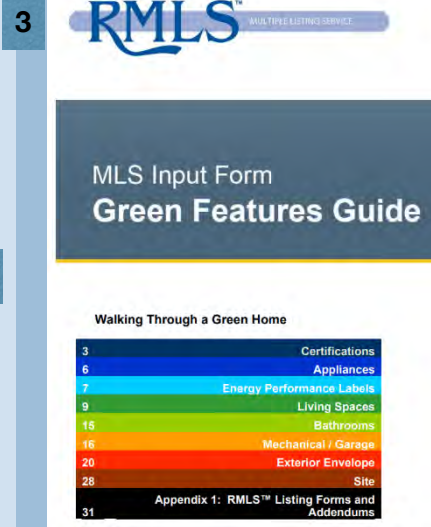 3
RMLS™
MULTIPLE LISTING SERVICE
MLS Input Form
Green Features Guide
Walking Through a Green Home
3 Certifications
6 Appliances
7 Energy Performance Labels
9 Living Spaces
15 Bathrooms
16 Mechanical / Garage
20 Exterior Envelope
28 Site
Appendix 1: RMLS™ Listing Forms and
31 Addendums